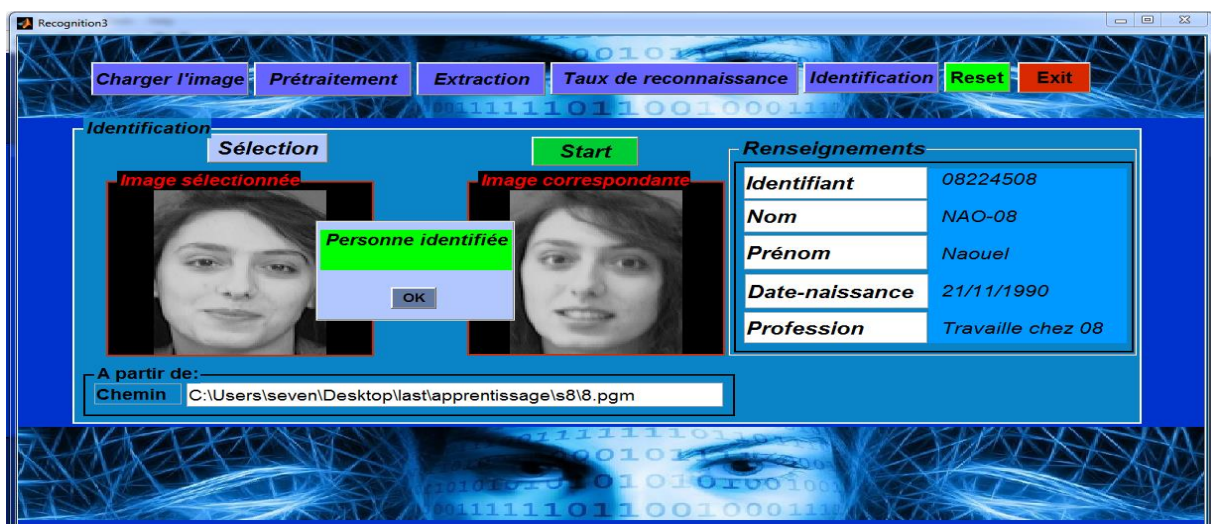 Recognition3
Charger l'image Prétraitement Extraction Taux de reconnaissance Identification Reset Exit
Identification
Sélection Start
Image sélectionnée Image correspondante
Personne identifiée
OK
Renseignements
Identifiant 08224508
Nom NAO-08
Prénom Naouel
Date-naissance 21/11/1990
Profession Travaille chez 08
A partir de:
Chemin C:\Users\seven\Desktop\last\apprentissage\s8\8.pgm